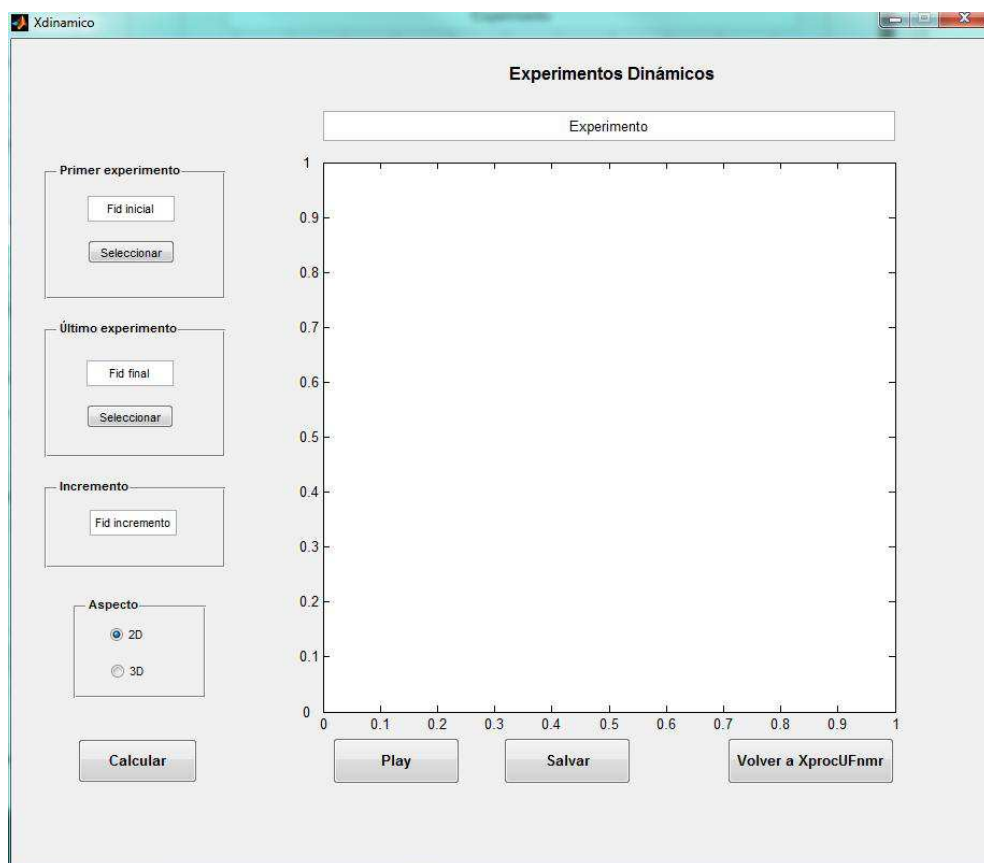 Xdinamico
Experimento
Experimentos Dinámicos
Experimento
Primer experimento
Fid inicial
Seleccionar
Último experimento
Fid final
Seleccionar
Incremento
Fid incremento
Aspecto
2D
3D
Calcular
1
0.9
0.8
0.7
0.6
0.5
0.4
0.3
0.2
0.1
0
0 0.1 0.2 0.3 0.4 0.5 0.6 0.7 0.8 0.9 1
Play
Salvar
Volver a XprocUFnmr